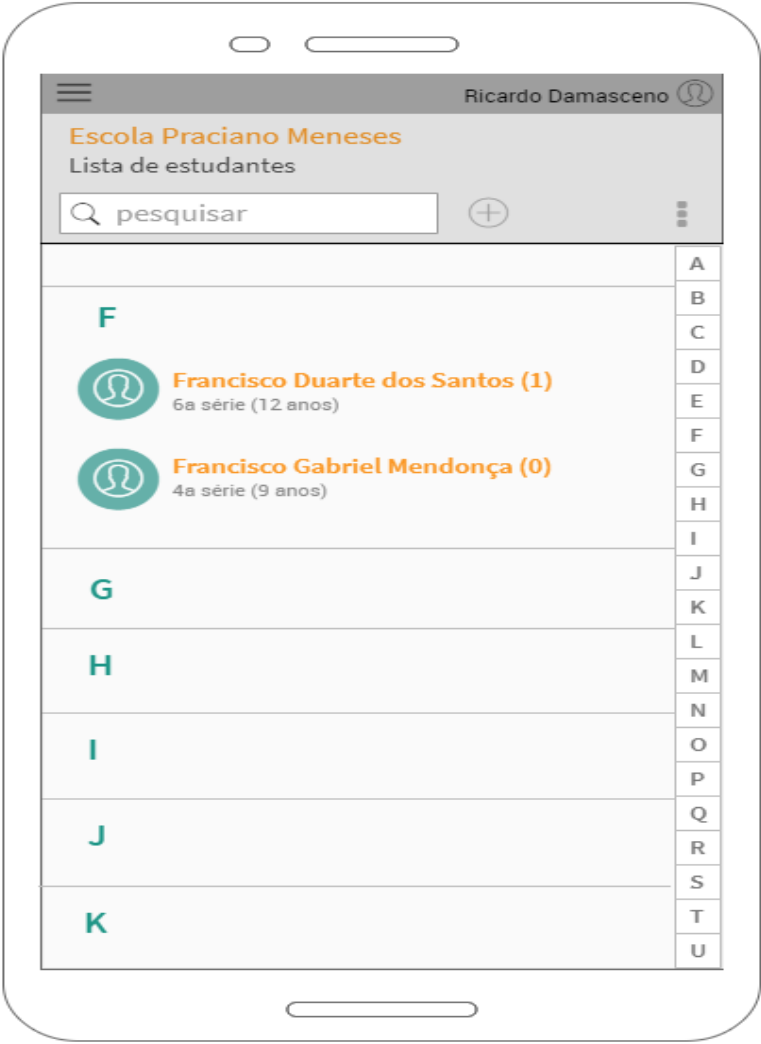 Ricardo Damasceno
Escola Praciano Meneses
Lista de estudantes
pesquisar
F
Francisco Duarte dos Santos (1)
6a série (12 anos)
Francisco Gabriel Mendonça (0)
4a série (9 anos)
G
H
I
J
K
A
B
C
D
E
F
G
H
I
J
K
L
M
N
O
P
Q
R
S
T
U